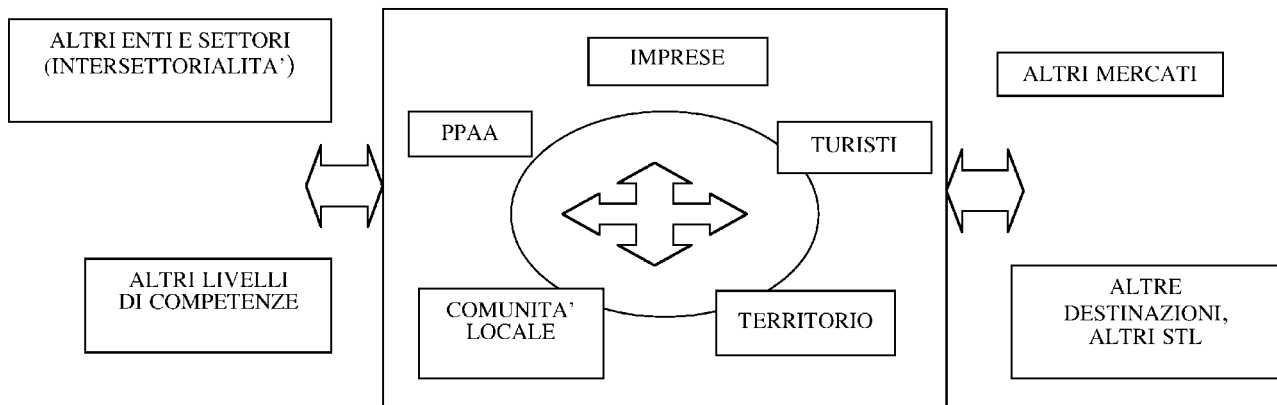 ALTRI ENTI E SETTORI
(INTERSETTORIALITA')
IMPRESE
ALTRI MERCATI
PPAA
TURISTI
ALTRI LIVELLI
DI COMPETENZE
COMUNITA'
LOCALE
TERRITORIO
ALTRE
DESTINAZIONI,
ALTRI STL